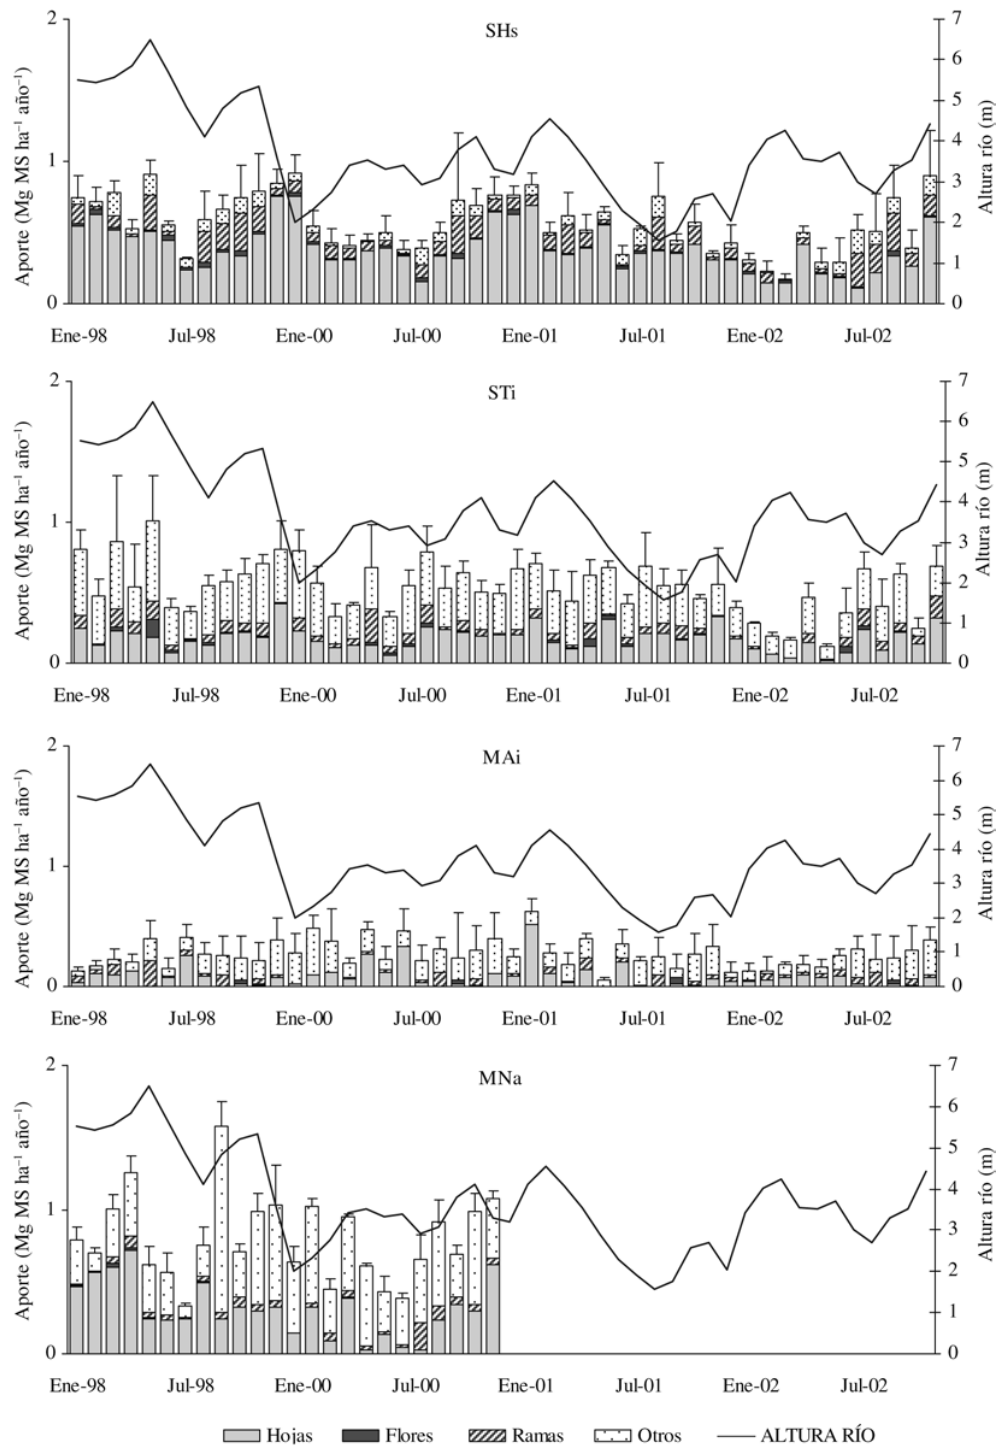 SHs
Aporte (Mg MS ha⁻¹ año⁻¹)
2
1
0
7
6
5
4
3
2
1
0
Altura río (m)
Ene-98 Jul-98 Ene-00 Jul-00 Ene-01 Jul-01 Ene-02 Jul-02
STi
Aporte (Mg MS ha⁻¹ año⁻¹)
2
1
0
7
6
5
4
3
2
1
0
Altura río (m)
Ene-98 Jul-98 Ene-00 Jul-00 Ene-01 Jul-01 Ene-02 Jul-02
MAi
Aporte (Mg MS ha⁻¹ año⁻¹)
2
1
0
7
6
5
4
3
2
1
0
Altura río (m)
Ene-98 Jul-98 Ene-00 Jul-00 Ene-01 Jul-01 Ene-02 Jul-02
MNa
Aporte (Mg MS ha⁻¹ año⁻¹)
2
1
0
7
6
5
4
3
2
1
0
Altura río (m)
Ene-98 Jul-98 Ene-00 Jul-00 Ene-01 Jul-01 Ene-02 Jul-02
Hojas Flores Ramas Otros ALTURA RÍO